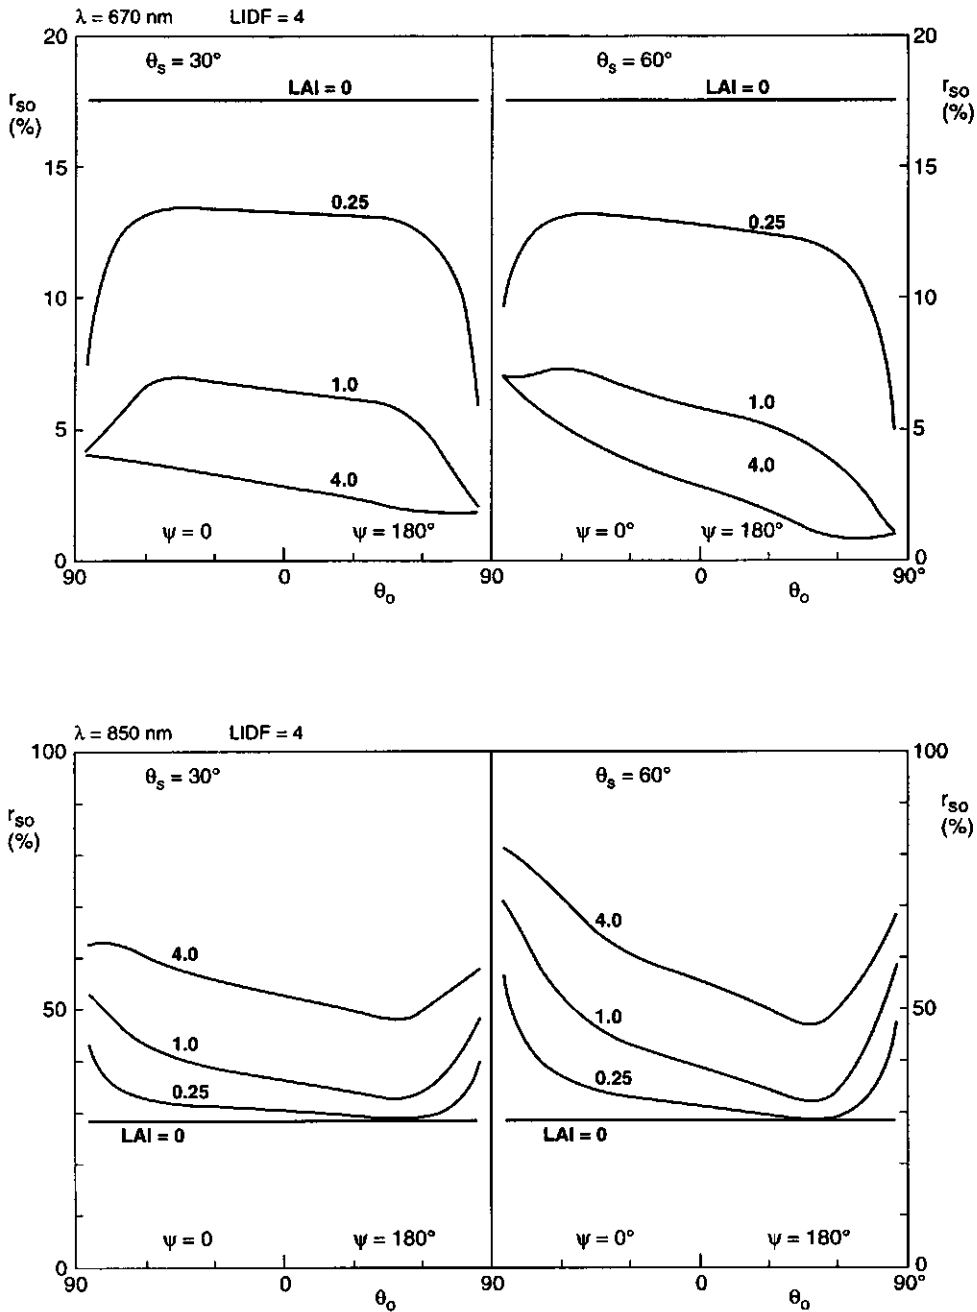 λ = 670 nm LIDF = 4
20 20
θs = 30° θs = 60°
rso LAI = 0 LAI = 0 rso
(%) (%)
15 15
0.25 0.25
10 10
1.0 1.0
5 5
4.0 4.0
ψ = 0 ψ = 180° ψ = 0° ψ = 180°
0 0
90 0 90 0 90°
θo θo
λ = 850 nm LIDF = 4
100 100
θs = 30° θs = 60°
rso rso
(%) (%)
4.0 4.0
50 50
1.0 1.0
0.25 0.25
LAI = 0 LAI = 0
ψ = 0 ψ = 180° ψ = 0° ψ = 180°
0 0
90 0 90 0 90°
θo θo